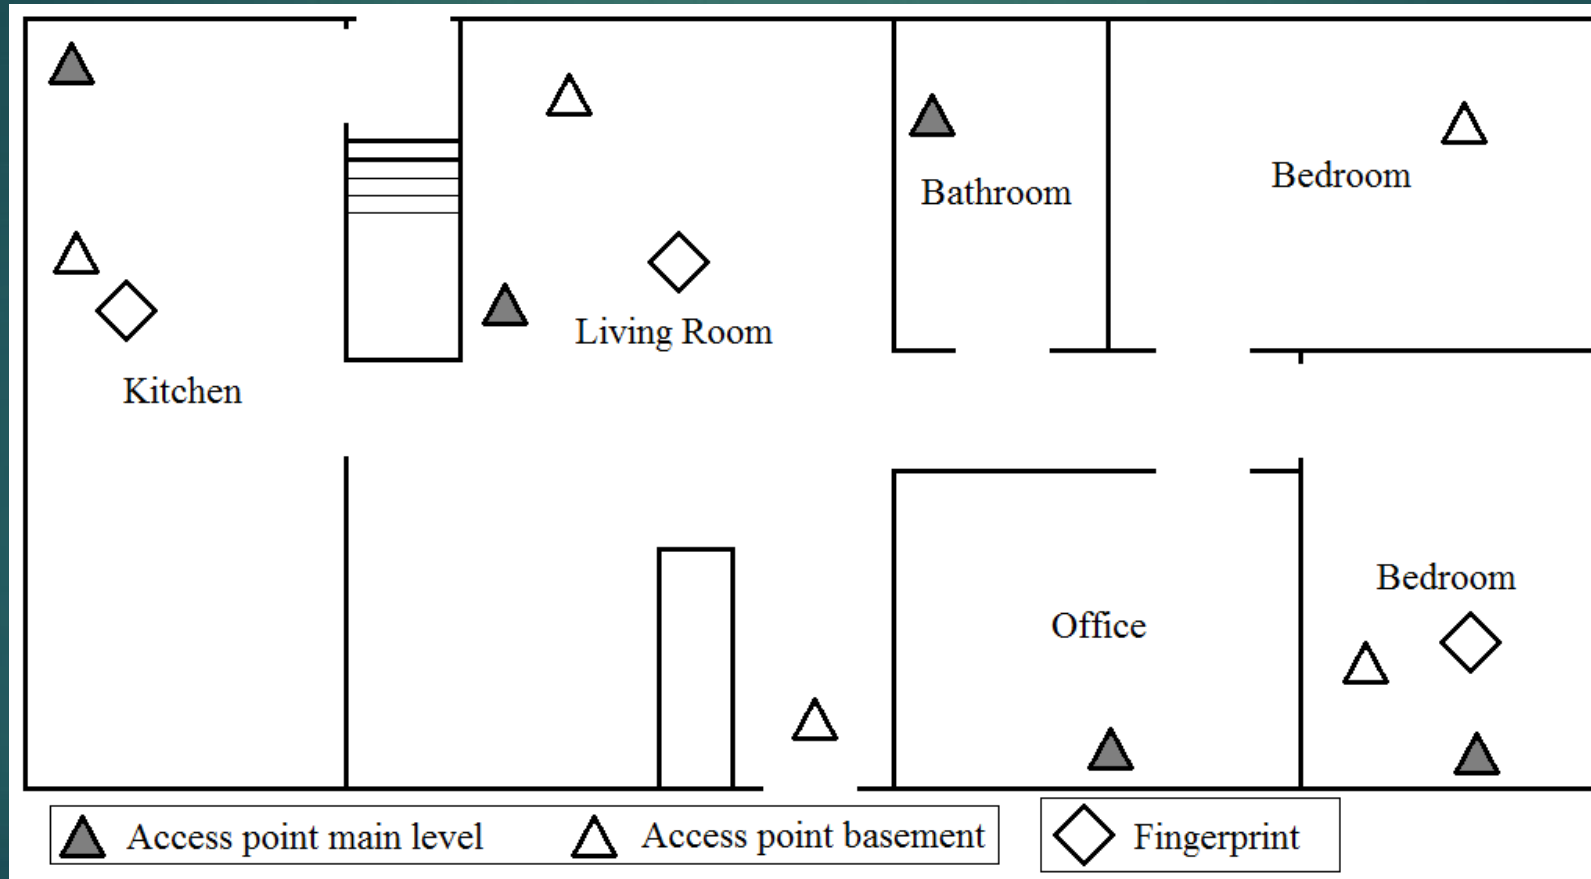 Bathroom
Bedroom
Living Room
Kitchen
Bedroom
Office
Access point main level
Access point basement
Fingerprint